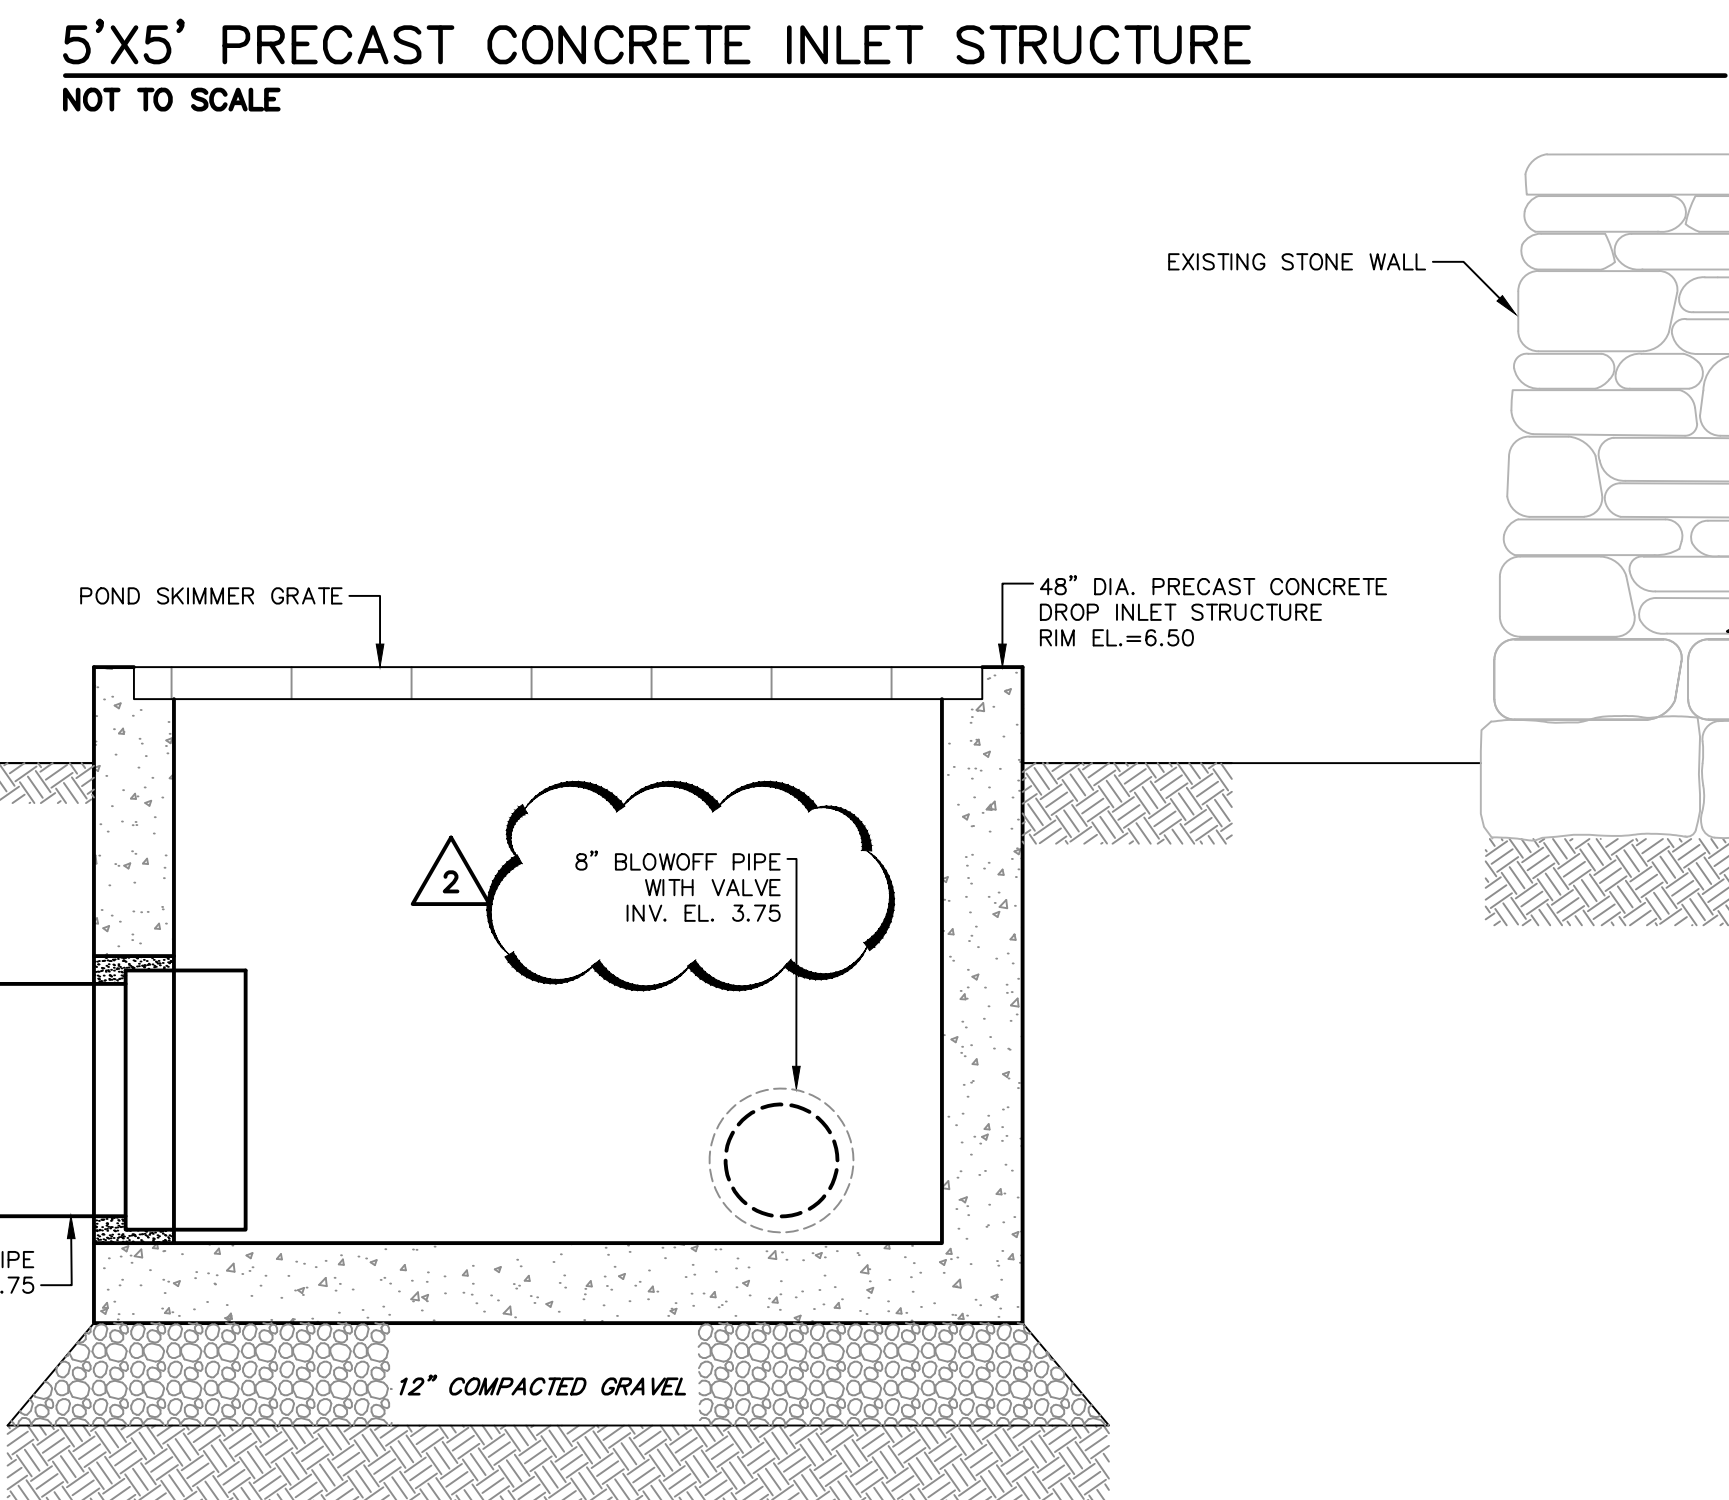 5'X5' PRECAST CONCRETE INLET STRUCTURE
NOT TO SCALE
EXISTING STONE WALL
POND SKIMMER GRATE
48" DIA. PRECAST CONCRETE
DROP INLET STRUCTURE
RIM EL.=6.50
2
8" BLOWOFF PIPE
WITH VALVE
INV. EL. 3.75
IPE
.75
12" COMPACTED GRAVEL